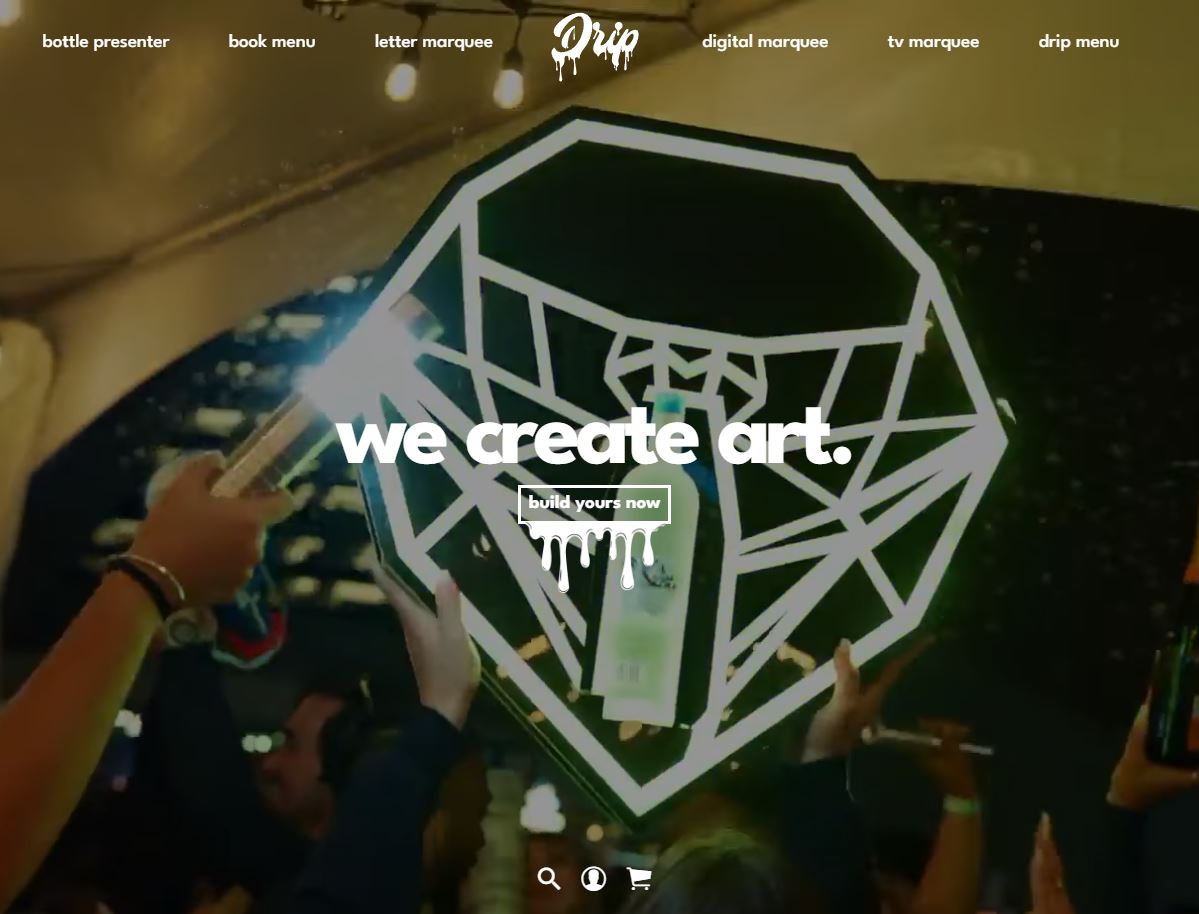 bottle presenter
book menu
letter marquee
Drip
digital marquee
tv marquee
drip menu
we create art.
build yours now